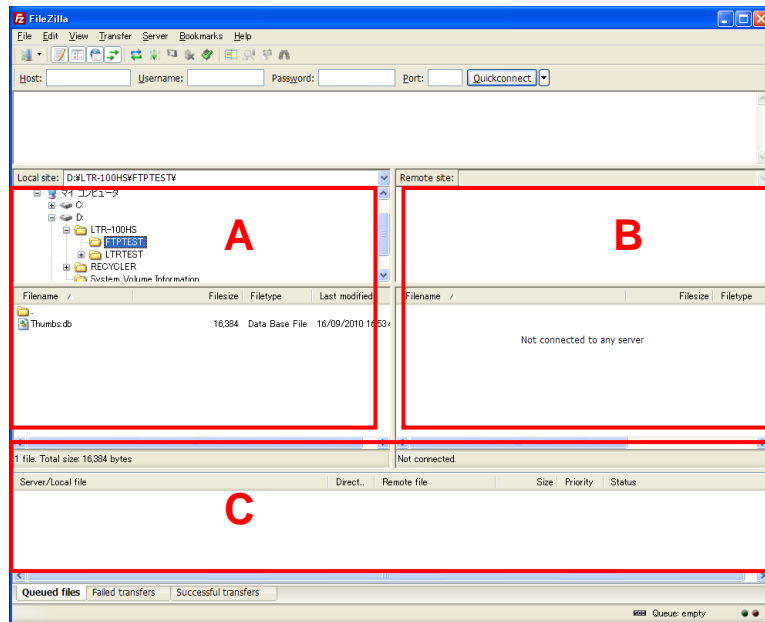 FileZilla
File Edit View Transfer Server Bookmarks Help
Host: Username: Password: Port: Quickconnect
Local site: D:¥LTR-100HS¥FTPTEST¥ Remote site:
マイ コンピュータ
C:
D:
LTR-100HS
FTPTEST
LTRTEST
RECYCLER
System Volume Information
A B
Filename / Filesize Filetype Last modified Filename / Filesize Filetype
..
Thumbs.db 16,384 Data Base File 16/09/2010 16:53:4
Not connected to any server
1 file. Total size: 16,384 bytes Not connected.
Server/Local file Direct.. Remote file Size Priority Status
C
Queued files Failed transfers Successful transfers
Queue: empty